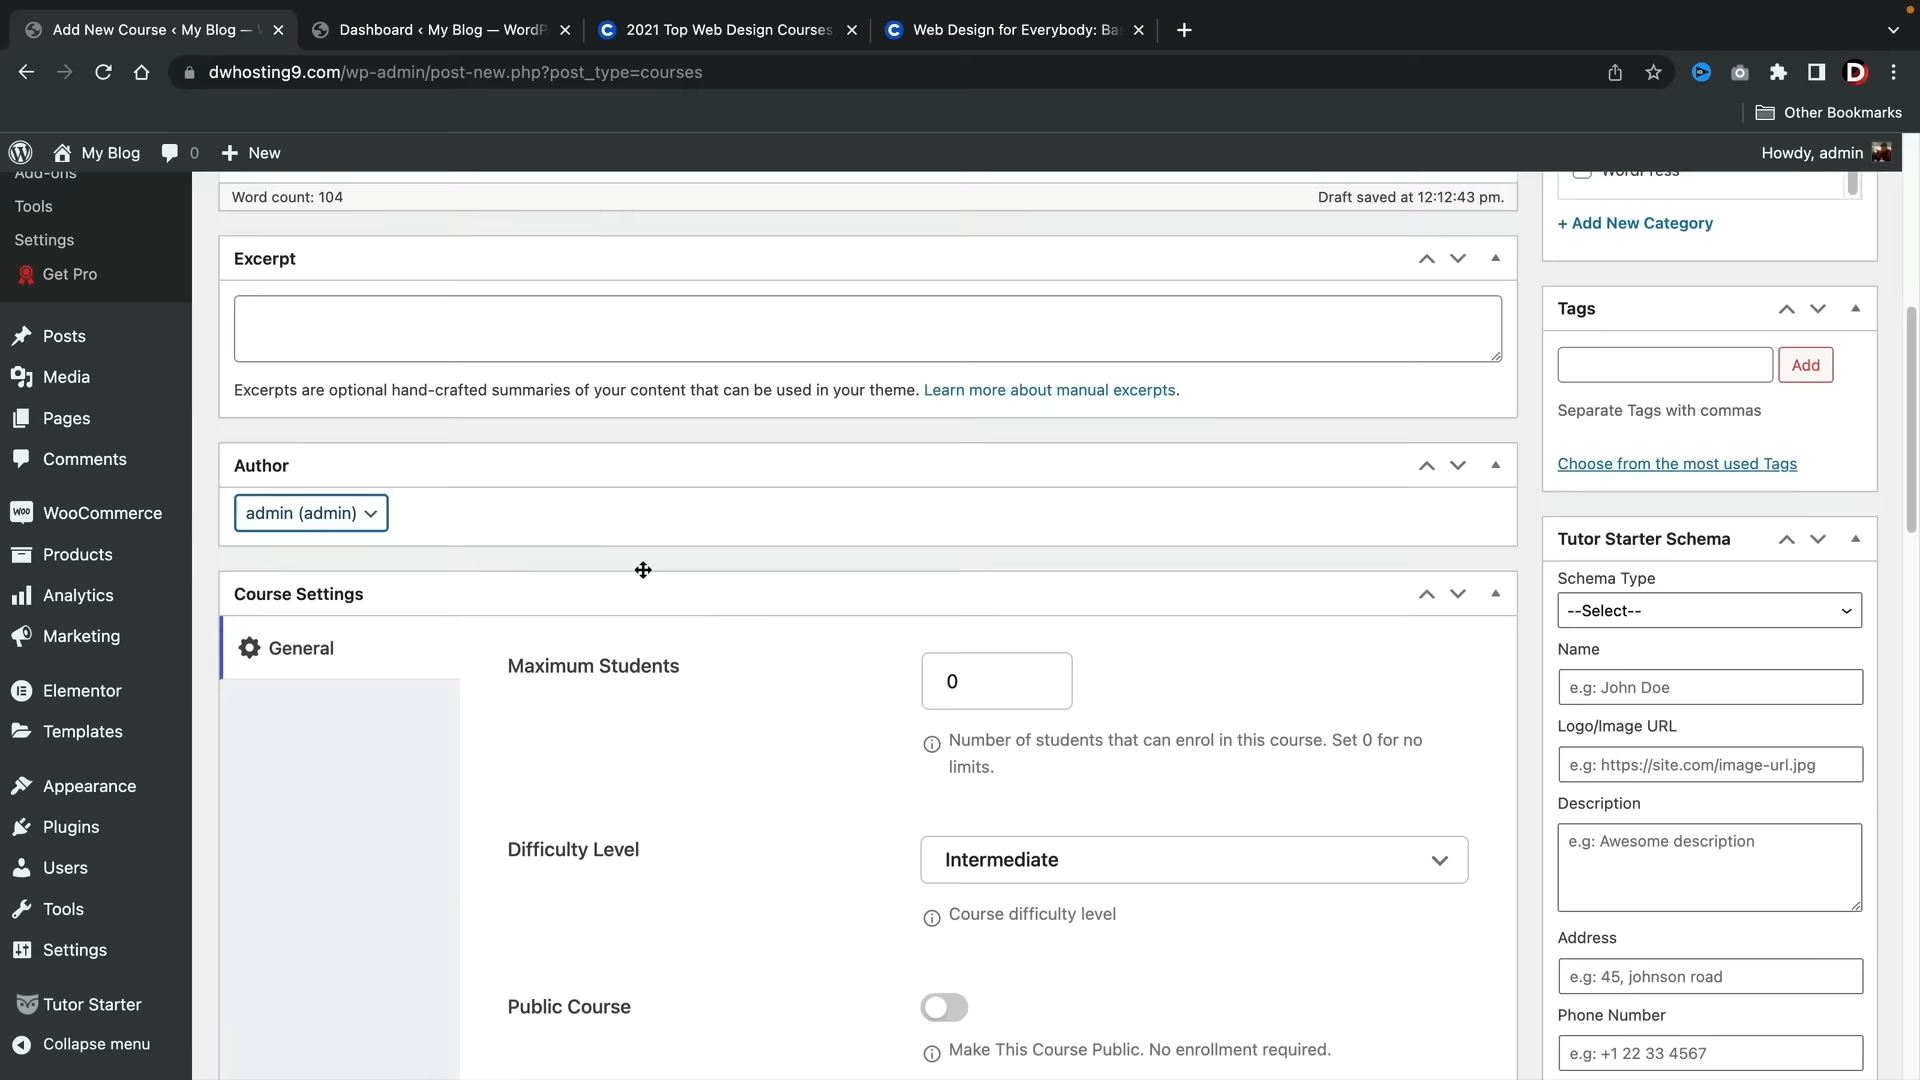 Add New Course ‹ My Blog —
Dashboard ‹ My Blog — WordP
2021 Top Web Design Courses
Web Design for Everybody: Ba
dwhosting9.com/wp-admin/post-new.php?post_type=courses
Other Bookmarks
My Blog
0
New
Howdy, admin
Add-ons
Tools
Settings
Get Pro
Posts
Media
Pages
Comments
WooCommerce
Products
Analytics
Marketing
Elementor
Templates
Appearance
Plugins
Users
Tools
Settings
Tutor Starter
Collapse menu
Word count: 104
Draft saved at 12:12:43 pm.
Excerpt
Excerpts are optional hand-crafted summaries of your content that can be used in your theme. Learn more about manual excerpts.
Author
admin (admin)
Course Settings
General
Maximum Students
0
Number of students that can enrol in this course. Set 0 for no
limits.
Difficulty Level
Intermediate
Course difficulty level
Public Course
Make This Course Public. No enrollment required.
WordPress
+ Add New Category
Tags
Add
Separate Tags with commas
Choose from the most used Tags
Tutor Starter Schema
Schema Type
--Select--
Name
e.g: John Doe
Logo/Image URL
e.g: https://site.com/image-url.jpg
Description
e.g: Awesome description
Address
e.g: 45, johnson road
Phone Number
e.g: +1 22 33 4567